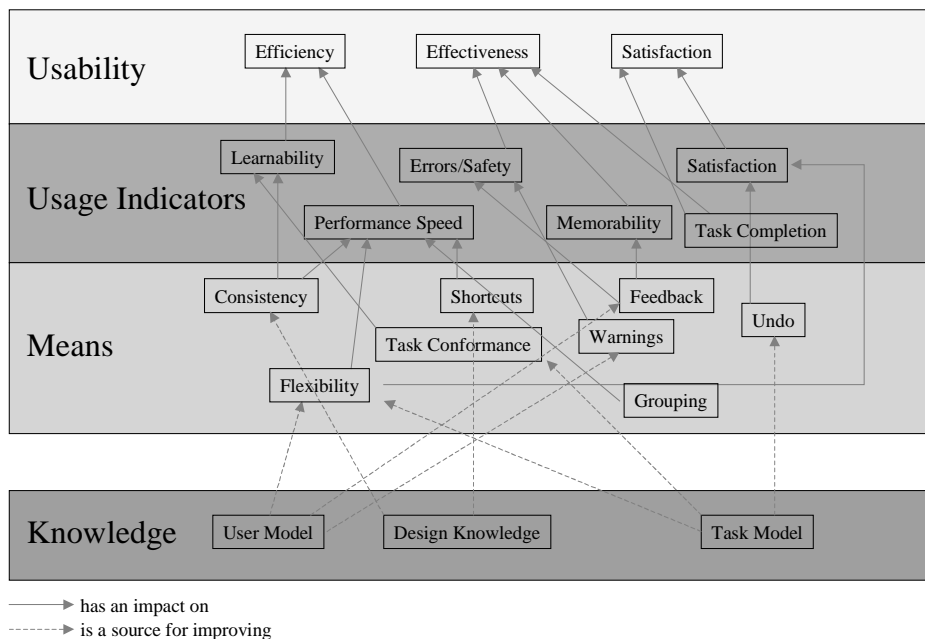 Efficiency
Effectiveness
Satisfaction
Usability
Learnability
Errors/Safety
Satisfaction
Usage Indicators
Performance Speed
Memorability
Task Completion
Consistency
Shortcuts
Feedback
Undo
Means
Task Conformance
Warnings
Flexibility
Grouping
Knowledge
User Model
Design Knowledge
Task Model
has an impact on
is a source for improving